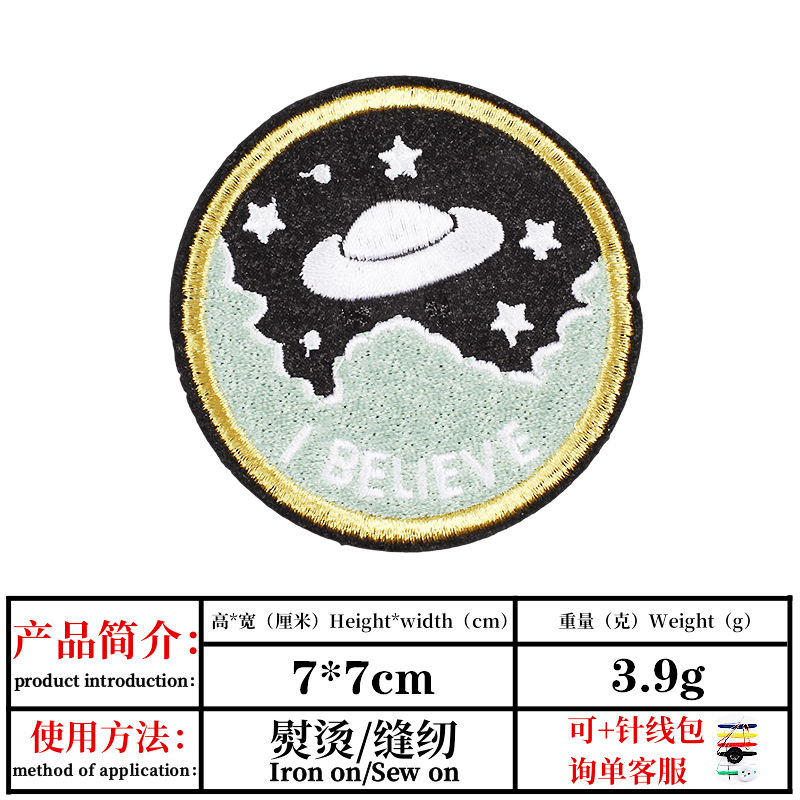 I BELIEVE
产品简介:
product introduction:
高*宽（厘米）Height*width（cm）
7*7cm
重量（克）Weight（g）
3.9g
使用方法:
method of application:
熨烫/缝纫
Iron on/Sew on
可+针线包
询单客服